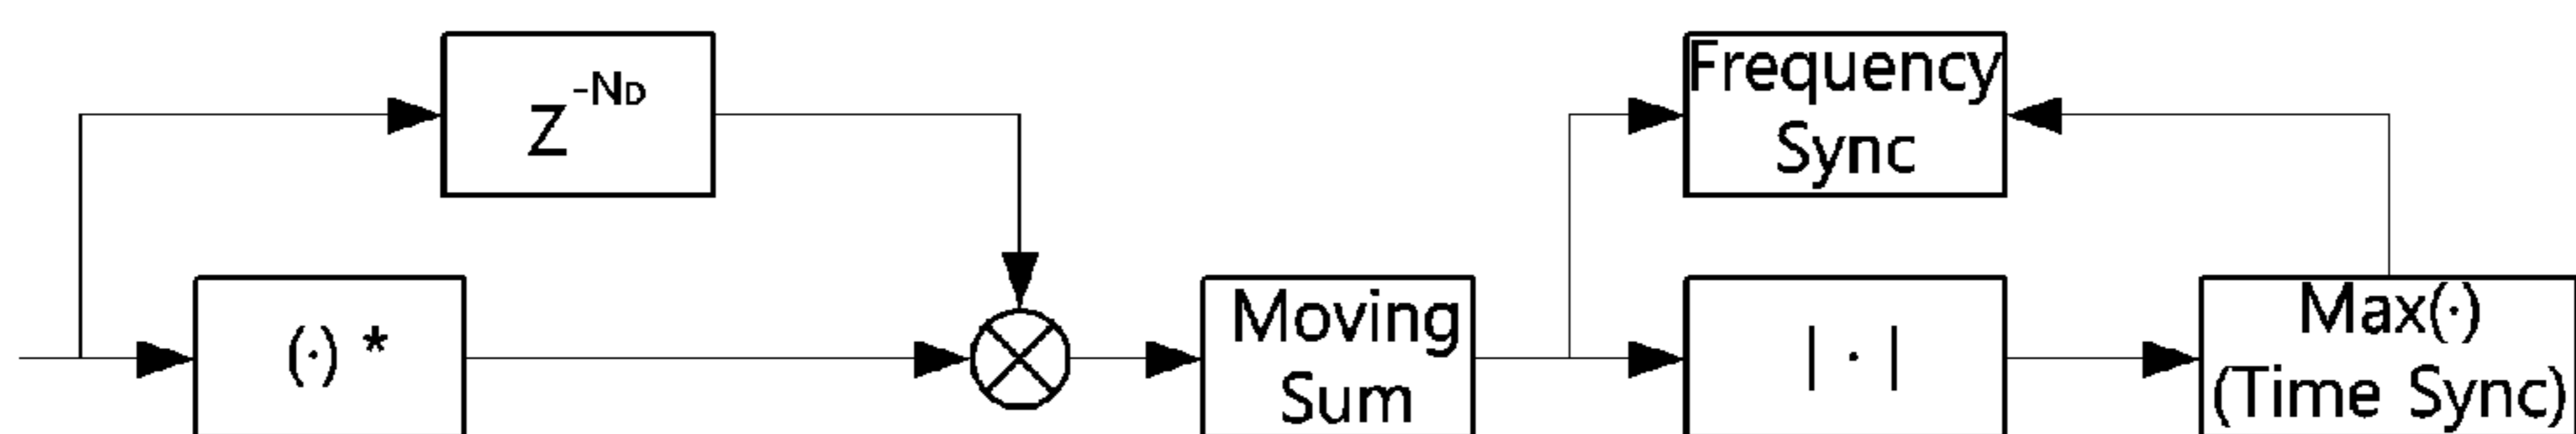 Z^-ND
Frequency
Sync
(·) *
Moving
Sum
| · |
Max(·)
(Time Sync)